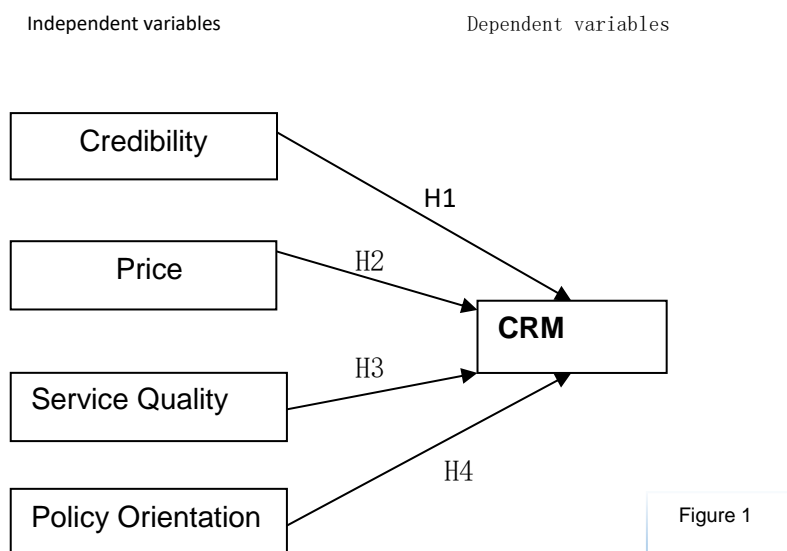 Independent variables
Dependent variables
Credibility
H1
Price
H2
CRM
H3
Service Quality
H4
Policy Orientation
Figure 1